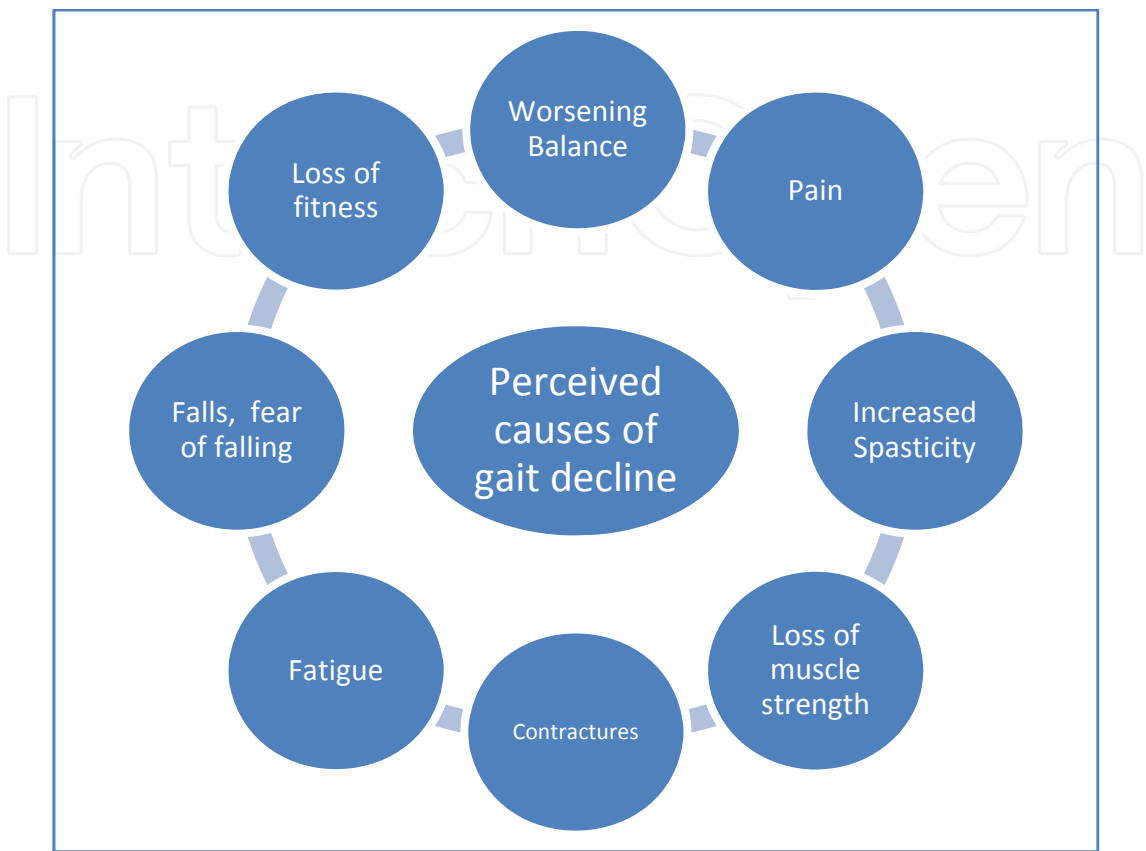 Worsening
Balance
Pain
Increased
Spasticity
Loss of
muscle
strength
Contractures
Fatigue
Falls, fear
of falling
Loss of
fitness
Perceived
causes of
gait decline